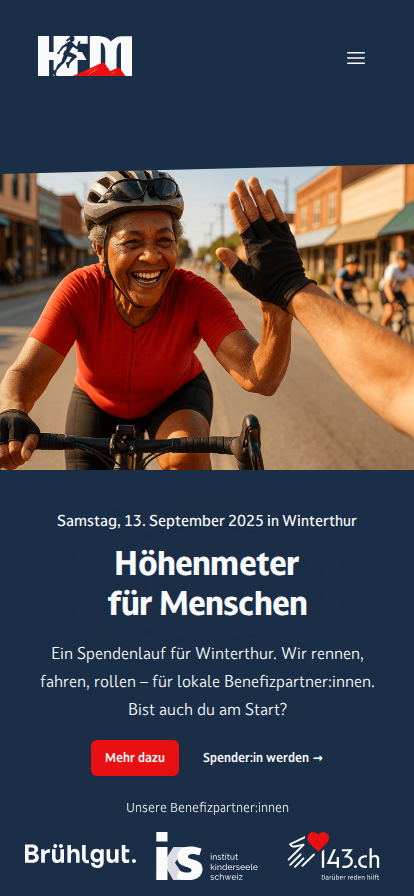 HFM
Samstag, 13. September 2025 in Winterthur
Höhenmeter
für Menschen
Ein Spendenlauf für Winterthur. Wir rennen,
fahren, rollen – für lokale Benefizpartner:innen.
Bist auch du am Start?
Mehr dazu
Spender:in werden →
Unsere Benefizpartner:innen
Brühlgut.
iks
institut
kinderseele
schweiz
143.ch
Darüber reden hilft